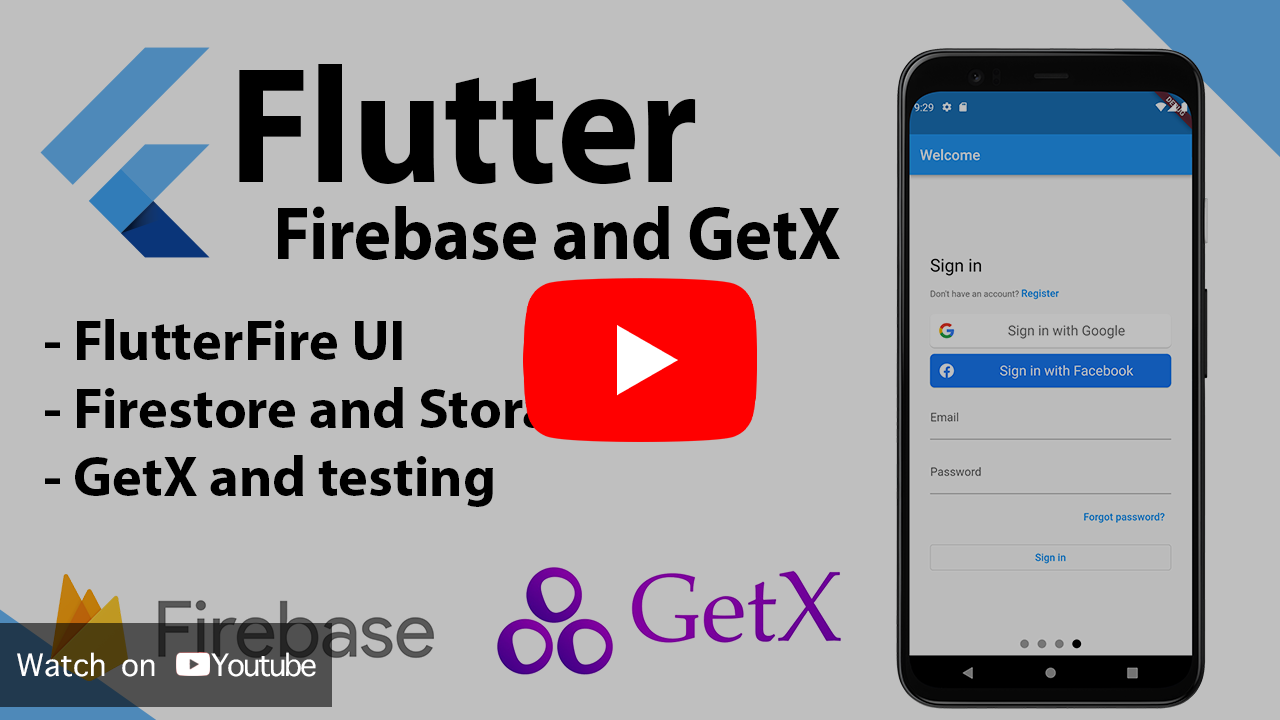 Flutter
Firebase and GetX
- FlutterFire UI
- Firestore and Stora
- GetX and testing
Firebase
GetX
Watch on Youtube
9:29
DEBUG
Welcome
Sign in
Don't have an account? Register
Sign in with Google
Sign in with Facebook
Email
Password
Forgot password?
Sign in